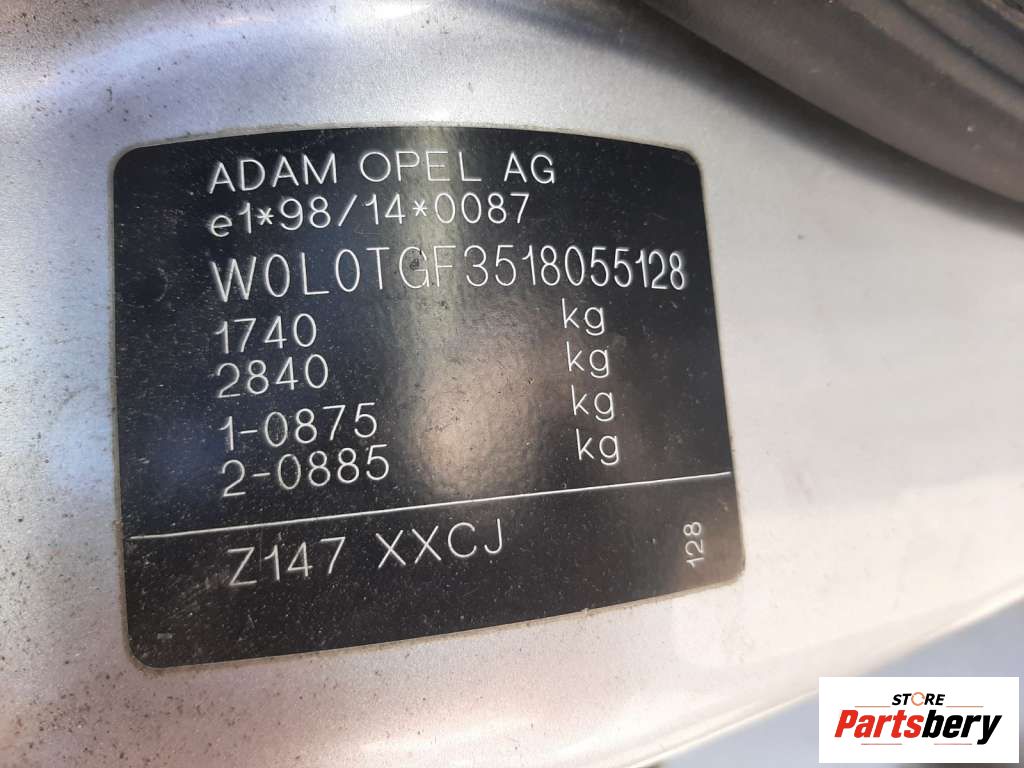 ADAM OPEL AG
e1*98/14*0087
W0L0TGF3518055128
1740 kg
2840 kg
1-0875 kg
2-0885 kg
Z147 XXCJ
128
STORE
Partsbery